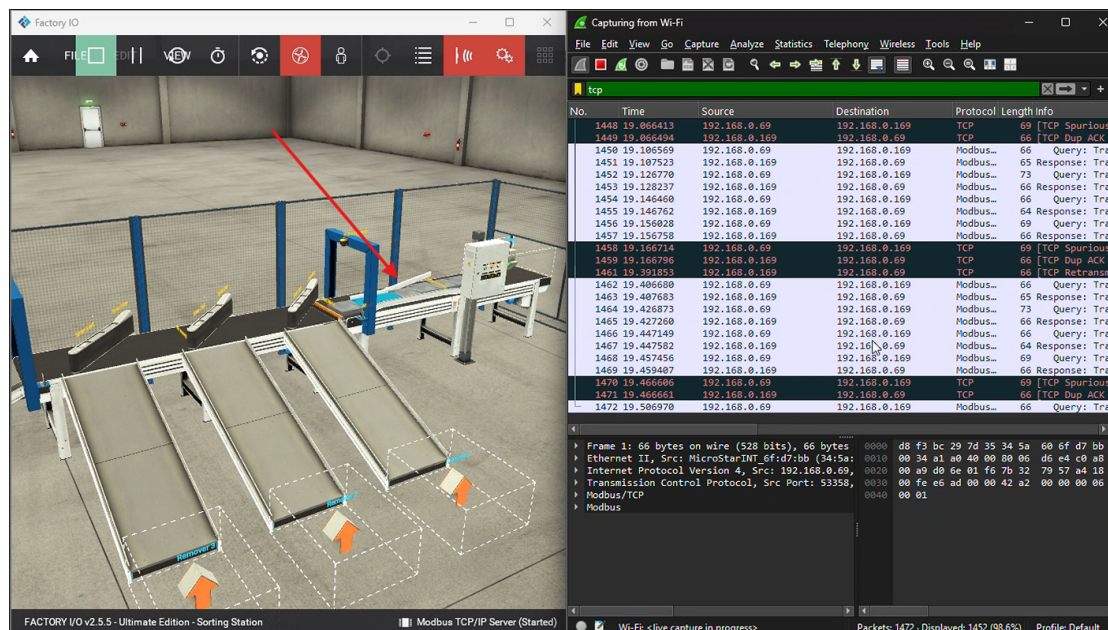 Factory IO
FILE EDIT VIEW
Remover 3
FACTORY I/O v2.5.5 - Ultimate Edition - Sorting Station
Modbus TCP/IP Server (Started)
Capturing from Wi-Fi
File Edit View Go Capture Analyze Statistics Telephony Wireless Tools Help
tcp
No. Time Source Destination Protocol Length Info
1448 19.066413 192.168.0.69 192.168.0.169 TCP 69 [TCP Spurious
1449 19.066494 192.168.0.169 192.168.0.69 TCP 66 [TCP Dup ACK
1450 19.106569 192.168.0.69 192.168.0.169 Modbus… 66 Query: Tra
1451 19.107523 192.168.0.169 192.168.0.69 Modbus… 65 Response: Tra
1452 19.126770 192.168.0.69 192.168.0.169 Modbus… 73 Query: Tra
1453 19.128237 192.168.0.169 192.168.0.69 Modbus… 66 Response: Tra
1454 19.146460 192.168.0.69 192.168.0.169 Modbus… 66 Query: Tra
1455 19.146762 192.168.0.169 192.168.0.69 Modbus… 64 Response: Tra
1456 19.156028 192.168.0.69 192.168.0.169 Modbus… 69 Query: Tra
1457 19.156758 192.168.0.169 192.168.0.69 Modbus… 66 Response: Tra
1458 19.166714 192.168.0.69 192.168.0.169 TCP 69 [TCP Spurious
1459 19.166796 192.168.0.169 192.168.0.69 TCP 66 [TCP Dup ACK
1461 19.391853 192.168.0.169 192.168.0.69 TCP 66 [TCP Retransm
1462 19.406680 192.168.0.69 192.168.0.169 Modbus… 66 Query: Tra
1463 19.407683 192.168.0.169 192.168.0.69 Modbus… 65 Response: Tra
1464 19.426873 192.168.0.69 192.168.0.169 Modbus… 73 Query: Tra
1465 19.427260 192.168.0.169 192.168.0.69 Modbus… 66 Response: Tra
1466 19.447149 192.168.0.69 192.168.0.169 Modbus… 66 Query: Tra
1467 19.447582 192.168.0.169 192.168.0.69 Modbus… 64 Response: Tra
1468 19.457456 192.168.0.69 192.168.0.169 Modbus… 69 Query: Tra
1469 19.459407 192.168.0.169 192.168.0.69 Modbus… 66 Response: Tra
1470 19.466606 192.168.0.69 192.168.0.169 TCP 69 [TCP Spurious
1471 19.466661 192.168.0.169 192.168.0.69 TCP 66 [TCP Dup ACK
1472 19.506970 192.168.0.69 192.168.0.169 Modbus… 66 Query: Tra
Frame 1: 66 bytes on wire (528 bits), 66 bytes
Ethernet II, Src: MicroStarINT_6f:d7:bb (34:5a:
Internet Protocol Version 4, Src: 192.168.0.69,
Transmission Control Protocol, Src Port: 53358,
Modbus/TCP
Modbus
0000 d8 f3 bc 29 7d 35 34 5a 60 6f d7 bb
0010 00 34 a1 a0 40 00 80 06 d6 e4 c0 a8
0020 00 a9 d0 6e 01 f6 7b 32 79 57 a4 18
0030 00 fe e6 ad 00 00 42 a2 00 00 00 06
0040 00 01
Wi-Fi: <live capture in progress>
Packets: 1472 · Displayed: 1452 (98.6%)
Profile: Default